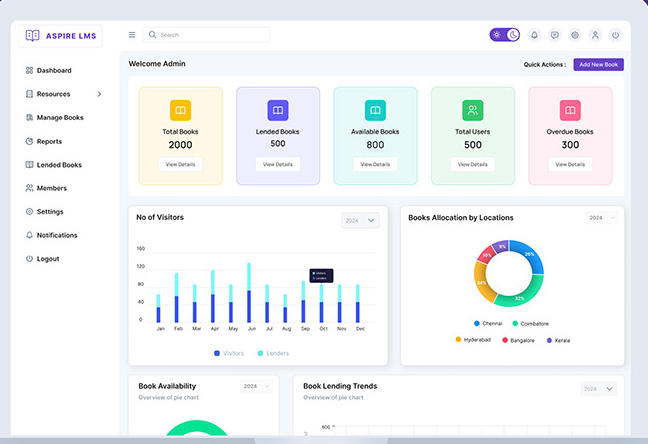 ASPIRE LMS
Search
Welcome Admin
Quick Actions :
Add New Book
Dashboard
Resources
Manage Books
Reports
Lended Books
Members
Settings
Notifications
Logout
Total Books
2000
View Details
Lended Books
500
View Details
Available Books
800
View Details
Total Users
500
View Details
Overdue Books
300
View Details
No of Visitors
2024
160
120
80
40
0
Jan Feb Mar Apr May Jun Jul Aug Sep Oct Nov Dec
Visitors
Lenders
Visitors
Lenders
Books Allocation by Locations
2024
8%
26%
10%
24%
32%
Chennai
Coimbatore
Hyderabad
Bangalore
Kerala
Book Availability
2024
Overview of pie chart
Book Lending Trends
2024
Overview of pie chart
600